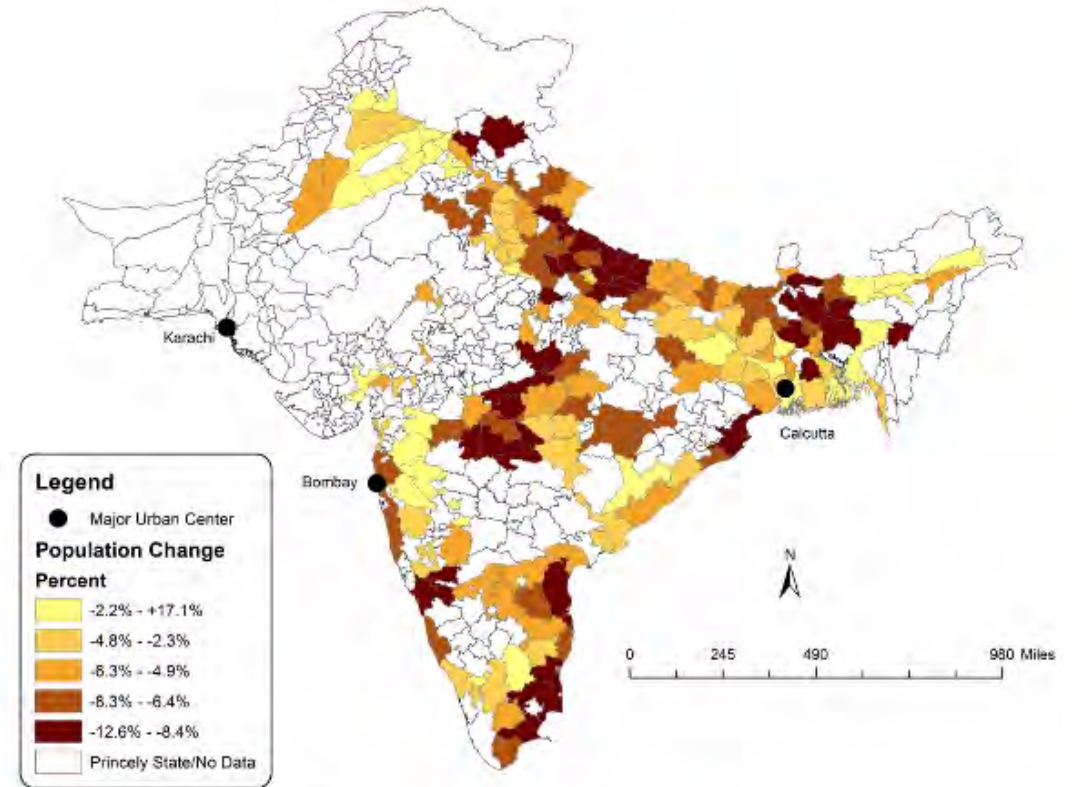 Karachi
Bombay
Calcutta
Legend
Major Urban Center
Population Change
Percent
-2.2% - +17.1%
-4.8% - -2.3%
-6.3% - -4.9%
-8.3% - -6.4%
-12.6% - -8.4%
Princely State/No Data
N
0 245 490 980 Miles